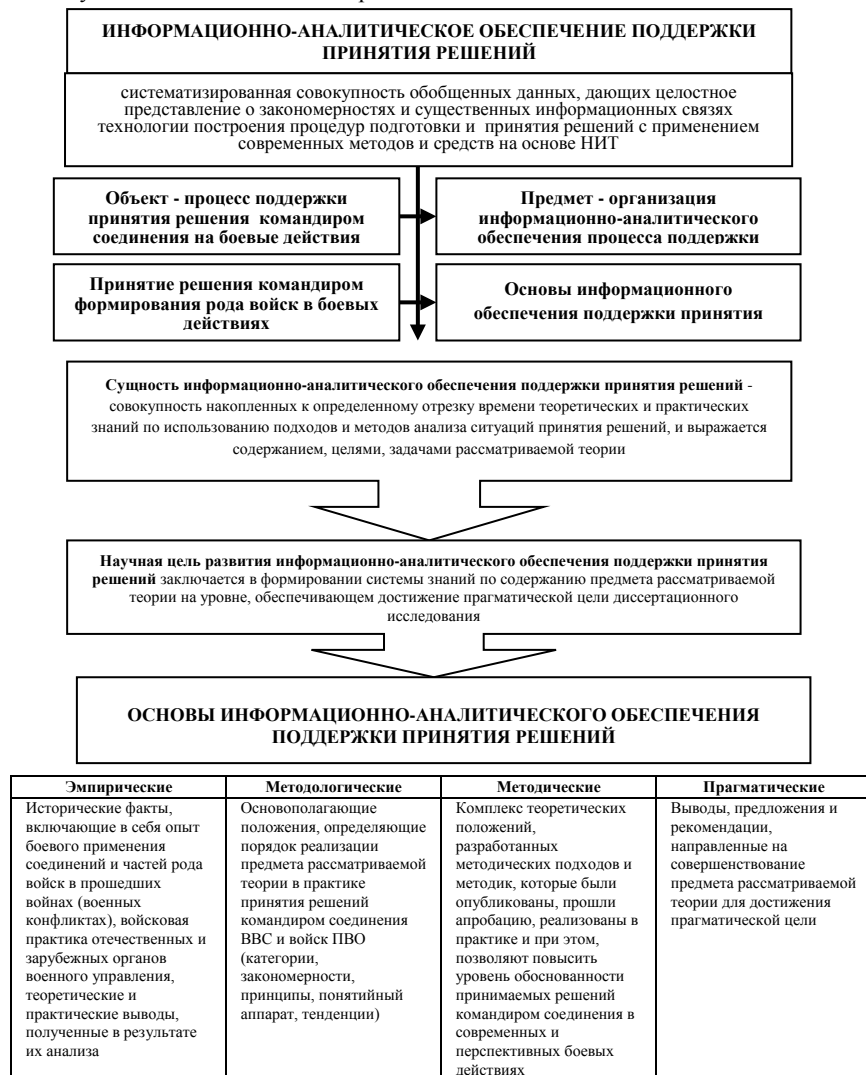 ИНФОРМАЦИОННО-АНАЛИТИЧЕСКОЕ ОБЕСПЕЧЕНИЕ ПОДДЕРЖКИ
ПРИНЯТИЯ РЕШЕНИЙ
систематизированная совокупность обобщенных данных, дающих целостное
представление о закономерностях и существенных информационных связях
технологии построения процедур подготовки и принятия решений с применением
современных методов и средств на основе НИТ
Объект - процесс поддержки
принятия решения командиром
соединения на боевые действия
Предмет - организация
информационно-аналитического
обеспечения процесса поддержки
Принятие решения командиром
формирования рода войск в боевых
действиях
Основы информационного
обеспечения поддержки принятия
Сущность информационно-аналитического обеспечения поддержки принятия решений -
совокупность накопленных к определенному отрезку времени теоретических и практических
знаний по использованию подходов и методов анализа ситуаций принятия решений, и выражается
содержанием, целями, задачами рассматриваемой теории
Научная цель развития информационно-аналитического обеспечения поддержки принятия
решений заключается в формировании системы знаний по содержанию предмета рассматриваемой
теории на уровне, обеспечивающем достижение прагматической цели диссертационного
исследования
ОСНОВЫ ИНФОРМАЦИОННО-АНАЛИТИЧЕСКОГО ОБЕСПЕЧЕНИЯ
ПОДДЕРЖКИ ПРИНЯТИЯ РЕШЕНИЙ
Эмпирические
Исторические факты,
включающие в себя опыт
боевого применения
соединений и частей рода
войск в прошедших
войнах (военных
конфликтах), войсковая
практика отечественных и
зарубежных органов
военного управления,
теоретические и
практические выводы,
полученные в результате
их анализа
Методологические
Основополагающие
положения, определяющие
порядок реализации
предмета рассматриваемой
теории в практике
принятия решений
командиром соединения
ВВС и войск ПВО
(категории,
закономерности,
принципы, понятийный
аппарат, тенденции)
Методические
Комплекс теоретических
положений,
разработанных
методических подходов и
методик, которые были
опубликованы, прошли
апробацию, реализованы в
практике и при этом,
позволяют повысить
уровень обоснованности
принимаемых решений
командиром соединения в
современных и
перспективных боевых
действиях
Прагматические
Выводы, предложения и
рекомендации,
направленные на
совершенствование
предмета рассматриваемой
теории для достижения
прагматической цели